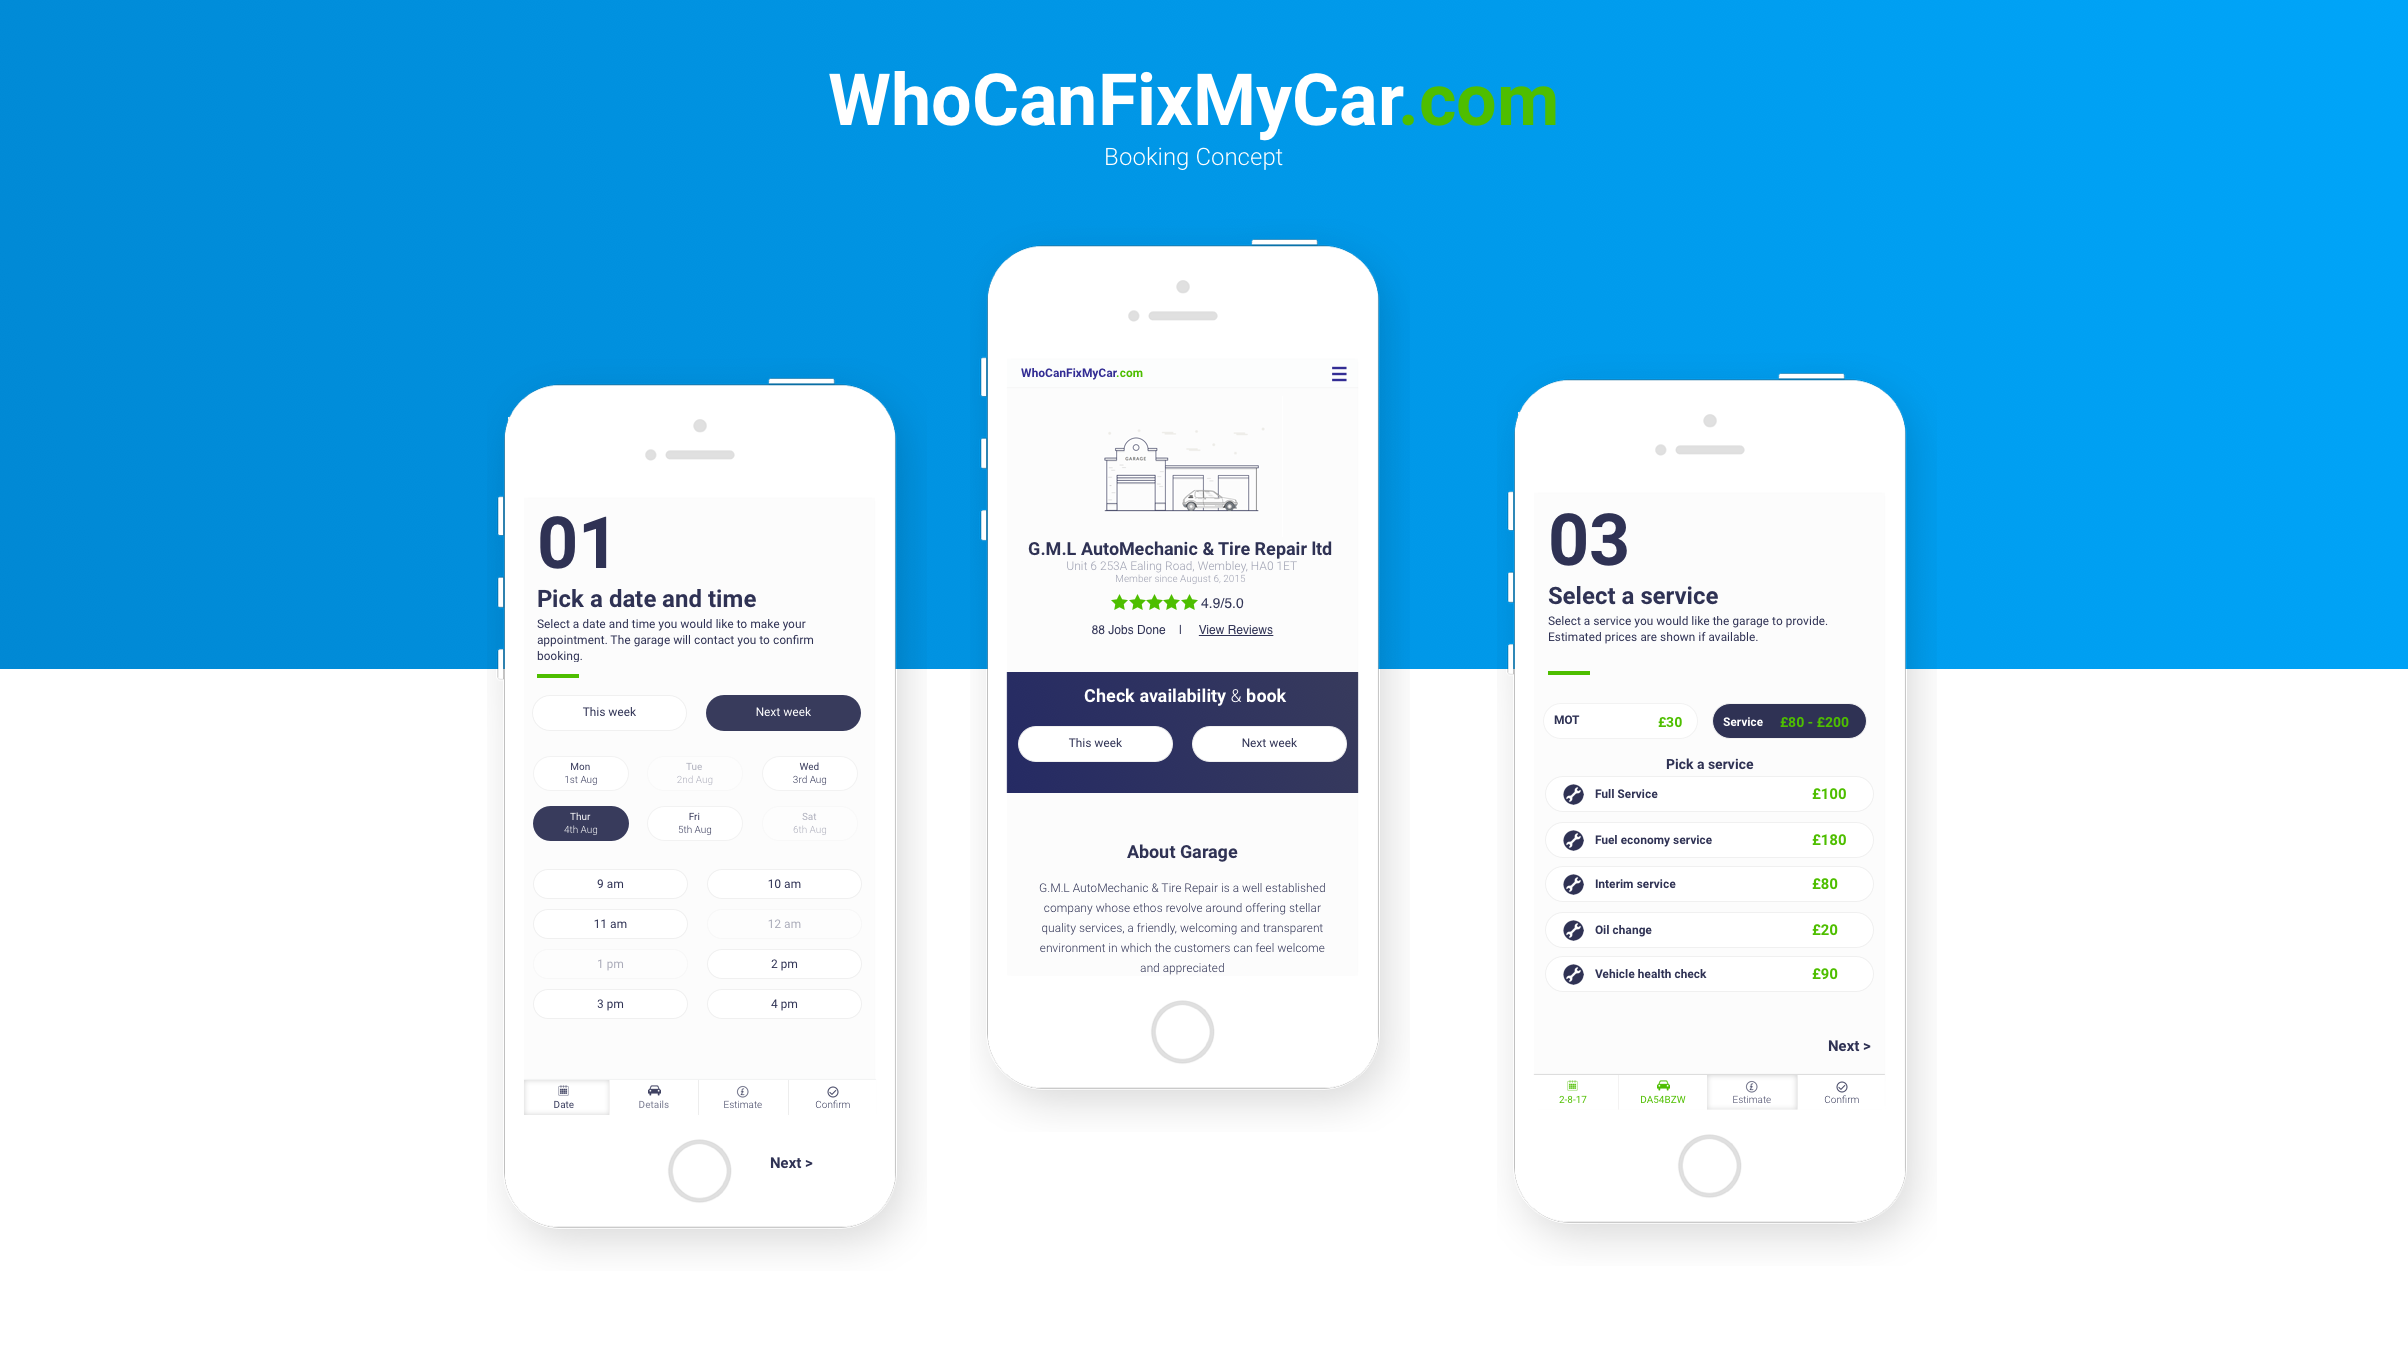 WhoCanFixMyCar.com
Booking Concept
01
Pick a date and time
Select a date and time you would like to make your
appointment. The garage will contact you to confirm
booking.
This week
Next week
Mon
1st Aug
Tue
2nd Aug
Wed
3rd Aug
Thur
4th Aug
Fri
5th Aug
Sat
6th Aug
9 am
10 am
11 am
12 am
1 pm
2 pm
3 pm
4 pm
Date
Details
Estimate
Confirm
Next >
WhoCanFixMyCar.com
GARAGE
G.M.L AutoMechanic & Tire Repair ltd
Unit 6 253A Ealing Road, Wembley, HA0 1ET
Member since August 6, 2015
4.9/5.0
88 Jobs Done | View Reviews
Check availability & book
This week
Next week
About Garage
G.M.L AutoMechanic & Tire Repair is a well established
company whose ethos revolve around offering stellar
quality services, a friendly, welcoming and transparent
environment in which the customers can feel welcome
and appreciated
03
Select a service
Select a service you would like the garage to provide.
Estimated prices are shown if available.
MOT £30
Service £80 - £200
Pick a service
Full Service £100
Fuel economy service £180
Interim service £80
Oil change £20
Vehicle health check £90
Next >
2-8-17
DA54BZW
Estimate
Confirm